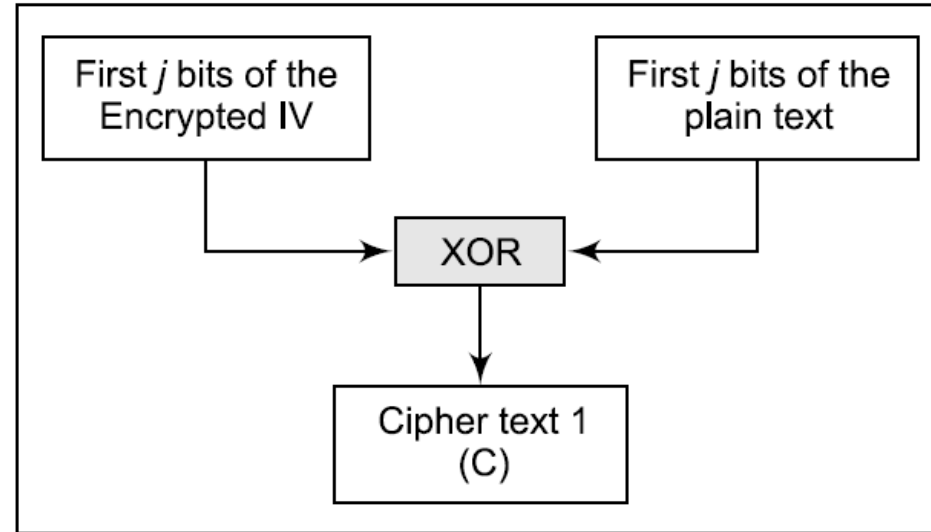 First j bits of the
Encrypted IV
First j bits of the
plain text
XOR
Cipher text 1
(C)